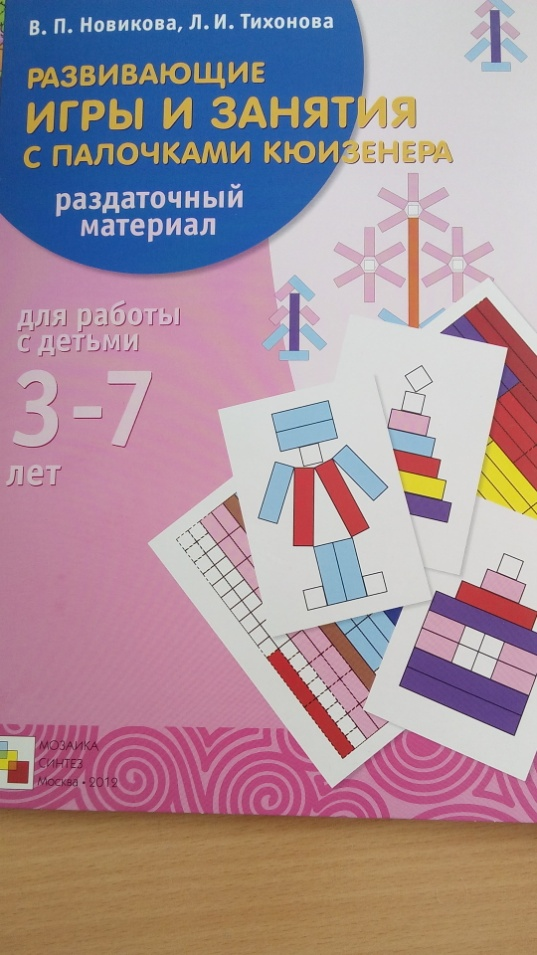 В. П. Новикова, Л. И. Тихонова
РАЗВИВАЮЩИЕ
ИГРЫ И ЗАНЯТИЯ
С ПАЛОЧКАМИ КЮИЗЕНЕРА
раздаточный
материал
для работы
с детьми
3-7
лет
МОЗАИКА
СИНТЕЗ
Москва • 2012